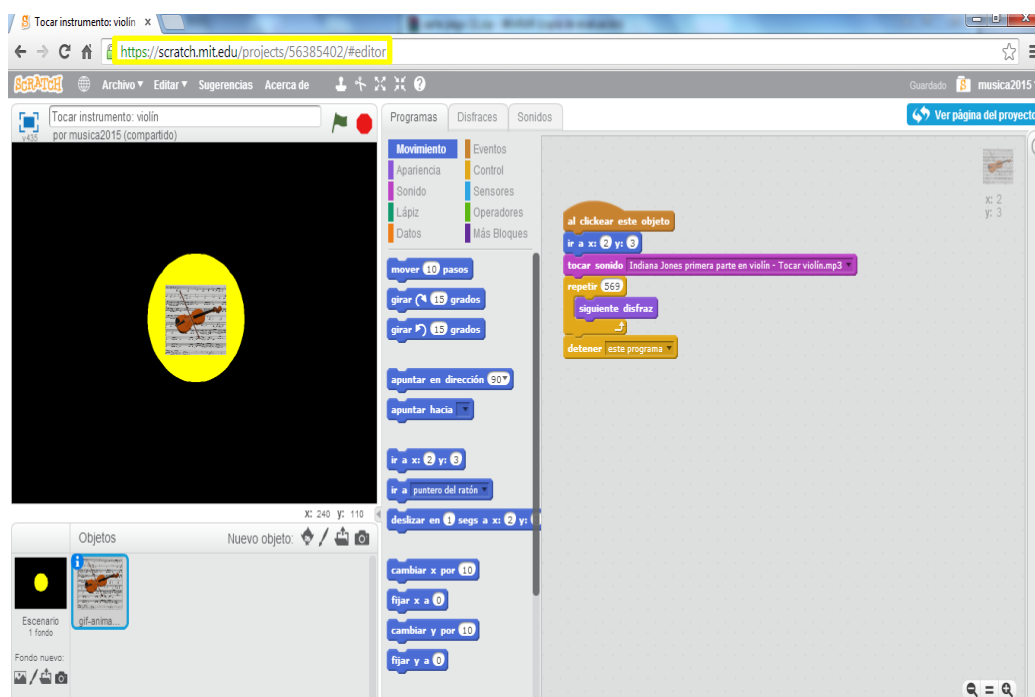 Tocar instrumento: violín x
https://scratch.mit.edu/projects/56385402/#editor
SCRATCH Archivo Editar Sugerencias Acerca de Guardado musica2015
Tocar instrumento: violín
por musica2015 (compartido)
v435
Programas Disfraces Sonidos
Ver página del proyecto
Movimiento Eventos
Apariencia Control
Sonido Sensores
Lápiz Operadores
Datos Más Bloques
mover 10 pasos
girar 15 grados
girar 15 grados
apuntar en dirección 90
apuntar hacia
ir a x: 2 y: 3
ir a puntero del ratón
deslizar en 1 segs a x: 2 y:
cambiar x por 10
fijar x a 0
cambiar y por 10
fijar y a 0
al clickear este objeto
ir a x: 2 y: 3
tocar sonido Indiana Jones primera parte en violín - Tocar violín.mp3
repetir 569
siguiente disfraz
detener este programa
x: 2
y: 3
x: 240 y: 110
Objetos Nuevo objeto:
Escenario
1 fondo
gif-anima...
Fondo nuevo: